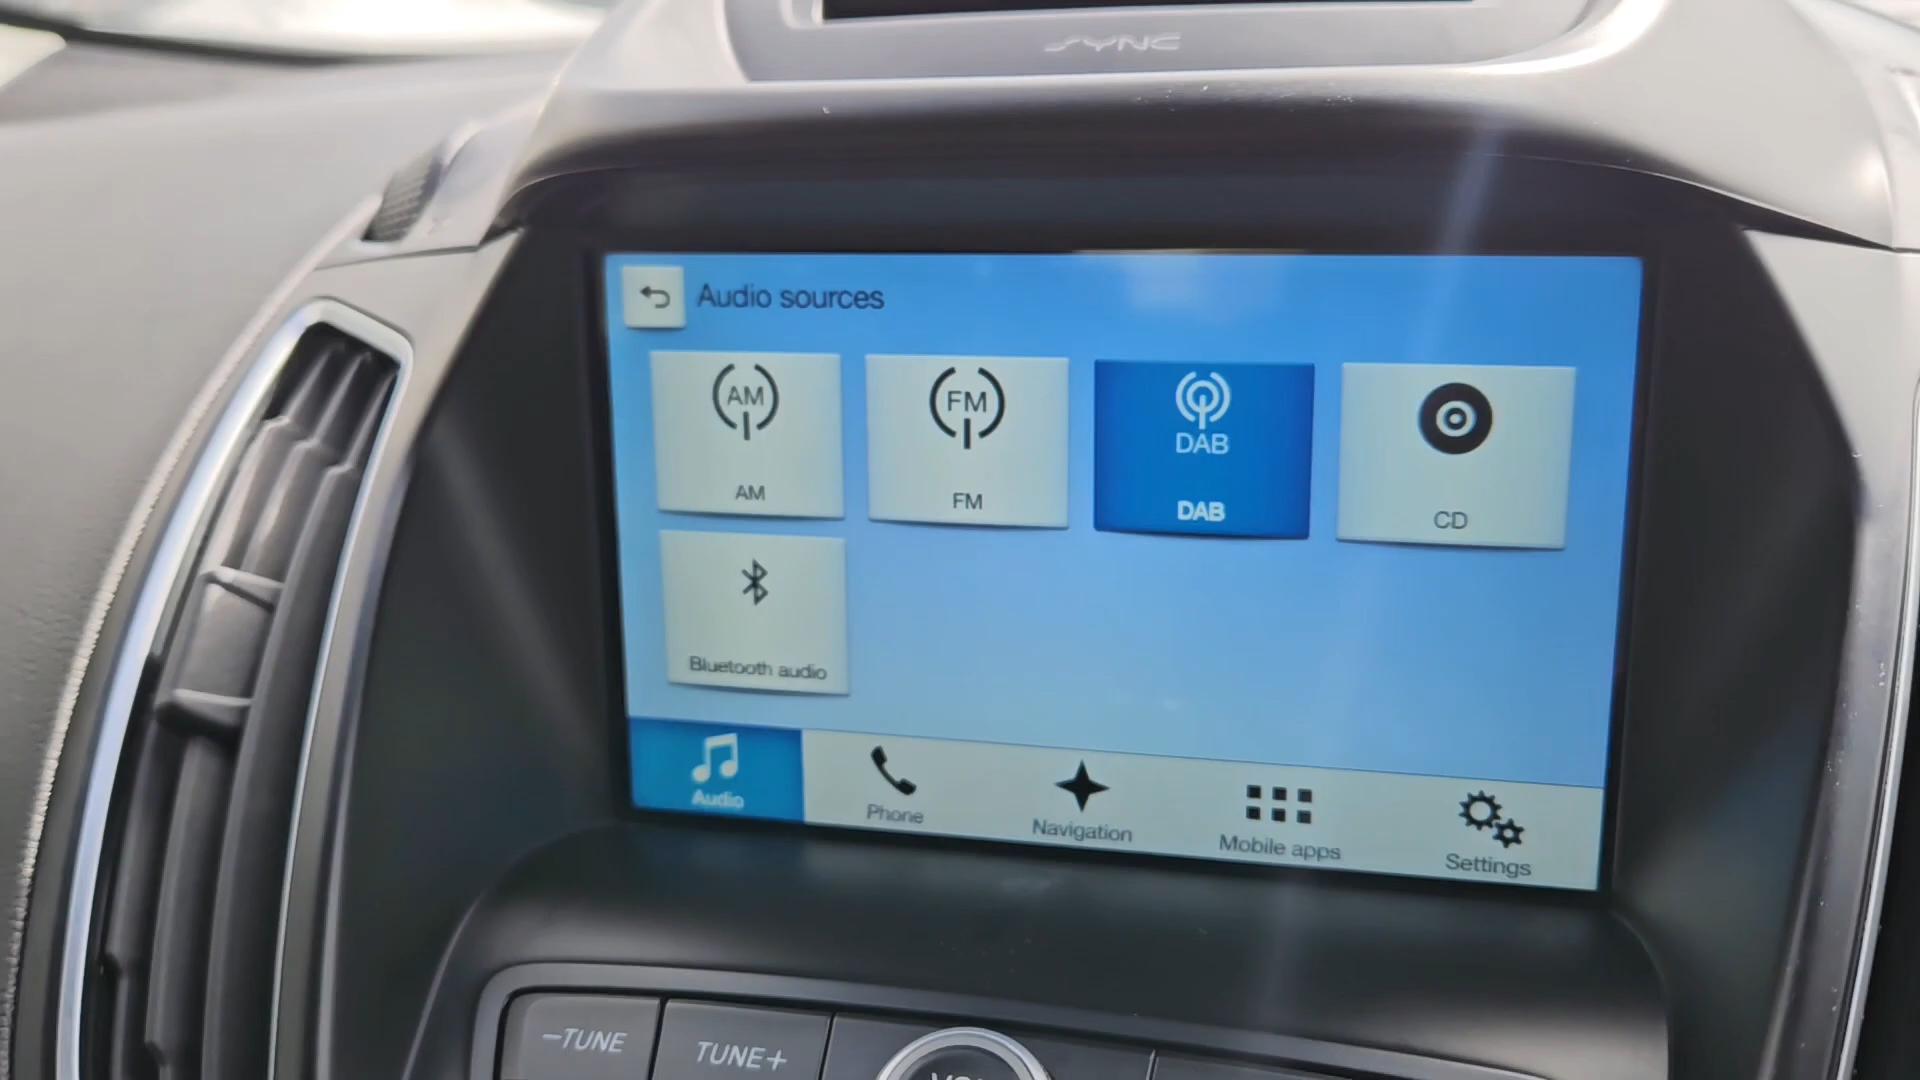 SYNC
Audio sources
AM
FM
DAB
AM
FM
DAB
CD
Bluetooth audio
Audio
Phone
Navigation
Mobile apps
Settings
–TUNE
TUNE+